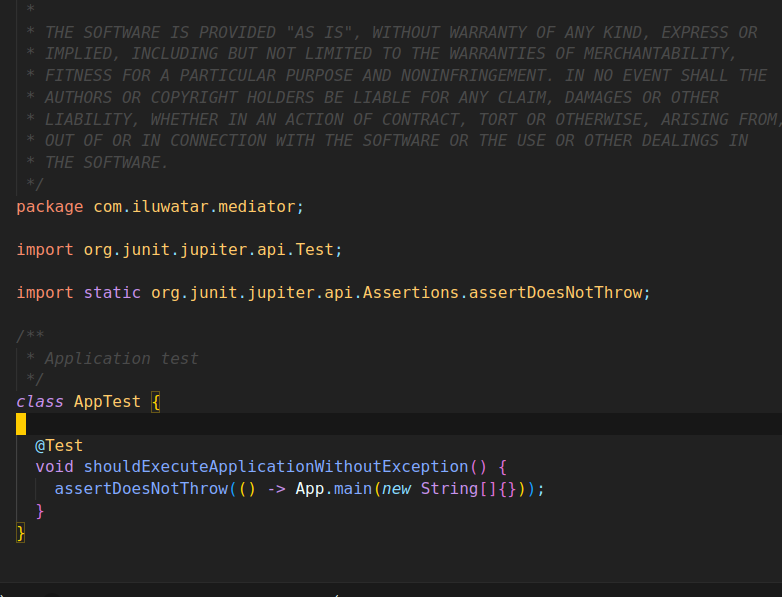 *
* THE SOFTWARE IS PROVIDED "AS IS", WITHOUT WARRANTY OF ANY KIND, EXPRESS OR
* IMPLIED, INCLUDING BUT NOT LIMITED TO THE WARRANTIES OF MERCHANTABILITY,
* FITNESS FOR A PARTICULAR PURPOSE AND NONINFRINGEMENT. IN NO EVENT SHALL THE
* AUTHORS OR COPYRIGHT HOLDERS BE LIABLE FOR ANY CLAIM, DAMAGES OR OTHER
* LIABILITY, WHETHER IN AN ACTION OF CONTRACT, TORT OR OTHERWISE, ARISING FROM,
* OUT OF OR IN CONNECTION WITH THE SOFTWARE OR THE USE OR OTHER DEALINGS IN
* THE SOFTWARE.
*/
package com.iluwatar.mediator;
import org.junit.jupiter.api.Test;
import static org.junit.jupiter.api.Assertions.assertDoesNotThrow;
/**
* Application test
*/
class AppTest {
@Test
void shouldExecuteApplicationWithoutException() {
assertDoesNotThrow(() -> App.main(new String[]{}));
}
}